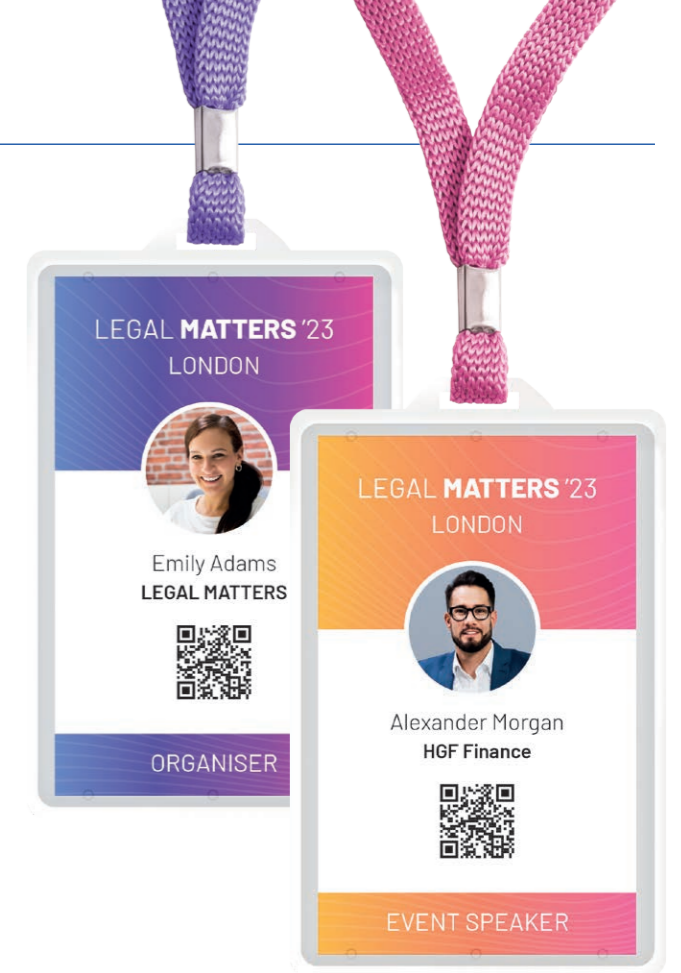 LEGAL MATTERS '23
LONDON
Emily Adams
LEGAL MATTERS
ORGANISER
LEGAL MATTERS '23
LONDON
Alexander Morgan
HGF Finance
EVENT SPEAKER